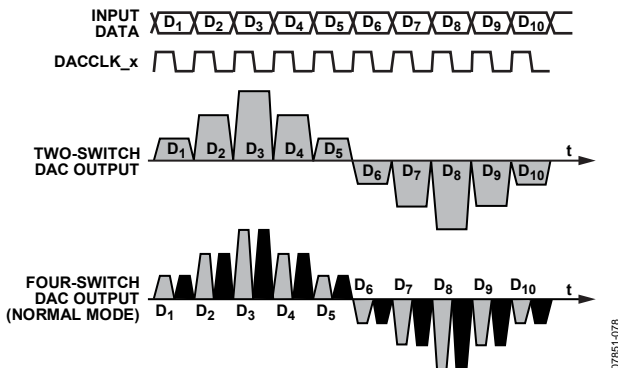 INPUT
DATA
D1 D2 D3 D4 D5 D6 D7 D8 D9 D10
DACCLK_x
TWO-SWITCH
DAC OUTPUT
D1 D2 D3 D4 D5
t
D6 D7 D8 D9 D10
FOUR-SWITCH
DAC OUTPUT
(NORMAL MODE)
D6 D7 D8 D9 D10
t
D1 D2 D3 D4 D5
07851-078